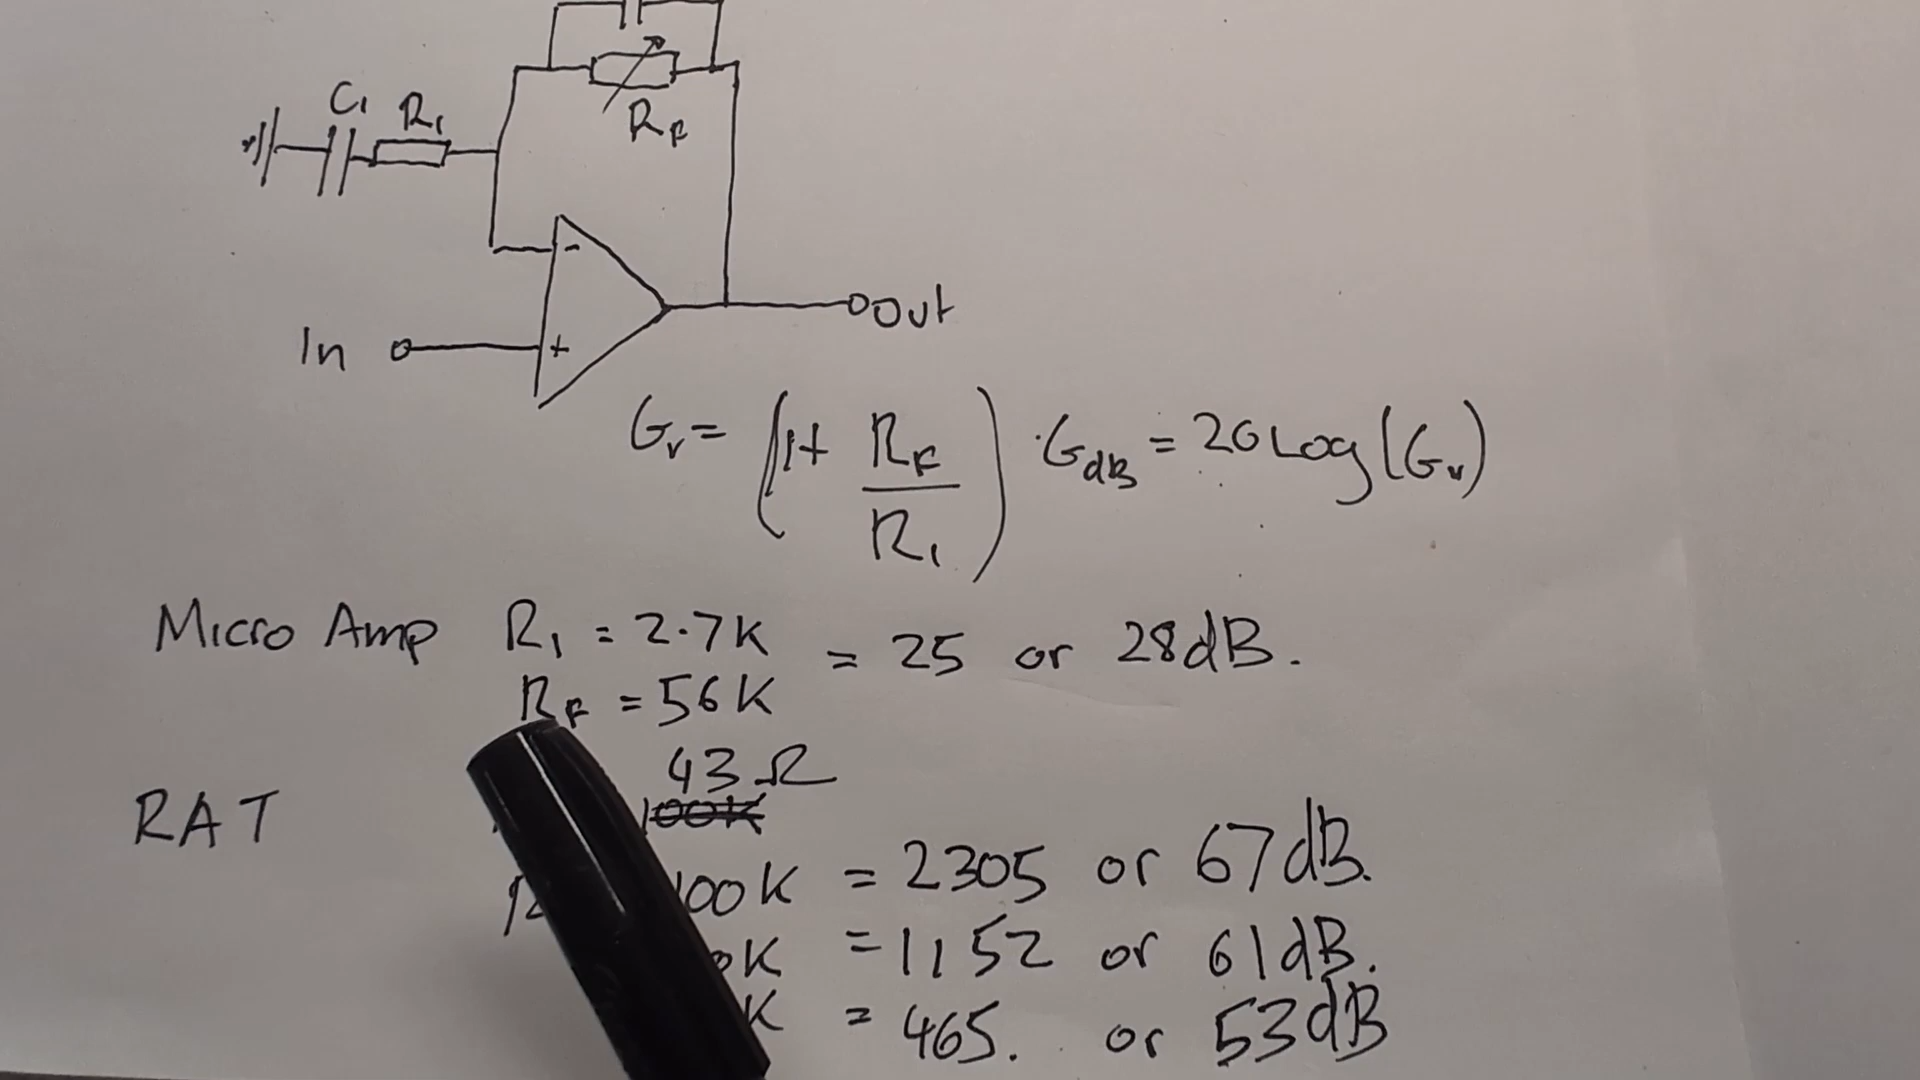 C1 R1
RF
-
+
In
Out
Gv = (1 + RF / R1) . GdB = 20 Log (Gv)
Micro Amp R1 = 2.7K = 25 or 28dB.
RF = 56K
43Ω
RAT 100K
100K = 2305 or 67dB.
K = 1152 or 61dB.
K = 465. or 53dB